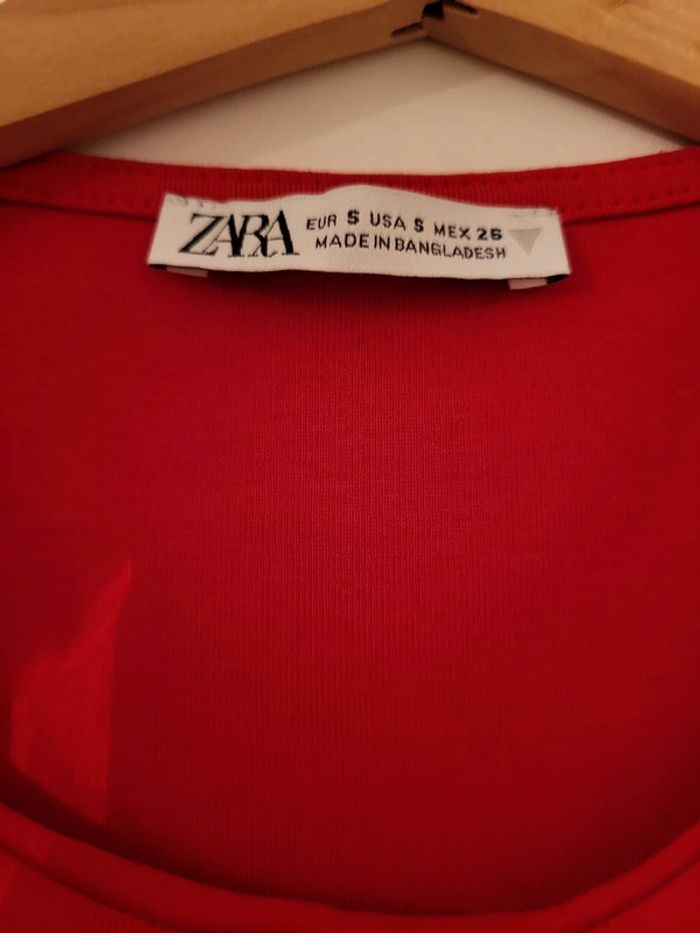 ZARA
EUR S USA S MEX 26
MADE IN BANGLADESH